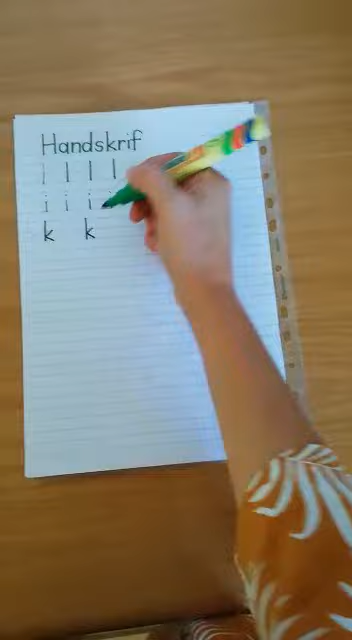 Handskrif
l l l l
i i i i
k k